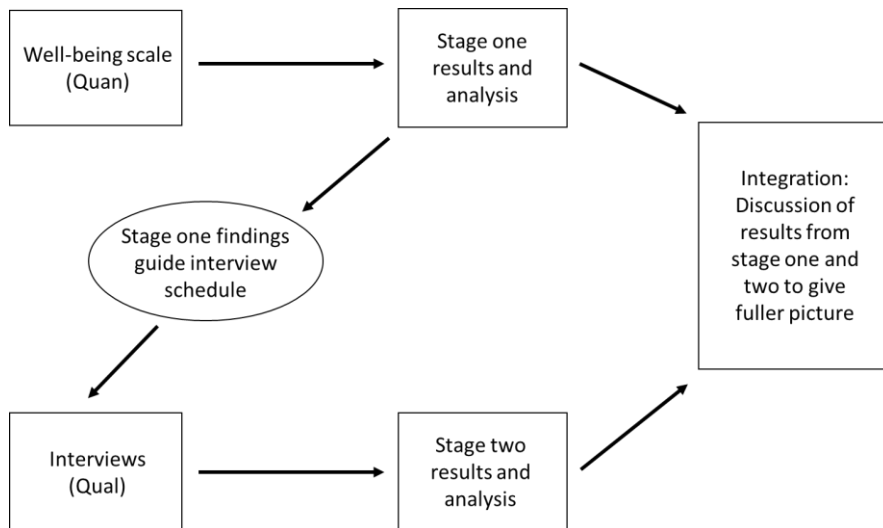 Well-being scale
(Quan)
Stage one
results and
analysis
Stage one findings
guide interview
schedule
Integration:
Discussion of
results from
stage one and
two to give
fuller picture
Interviews
(Qual)
Stage two
results and
analysis